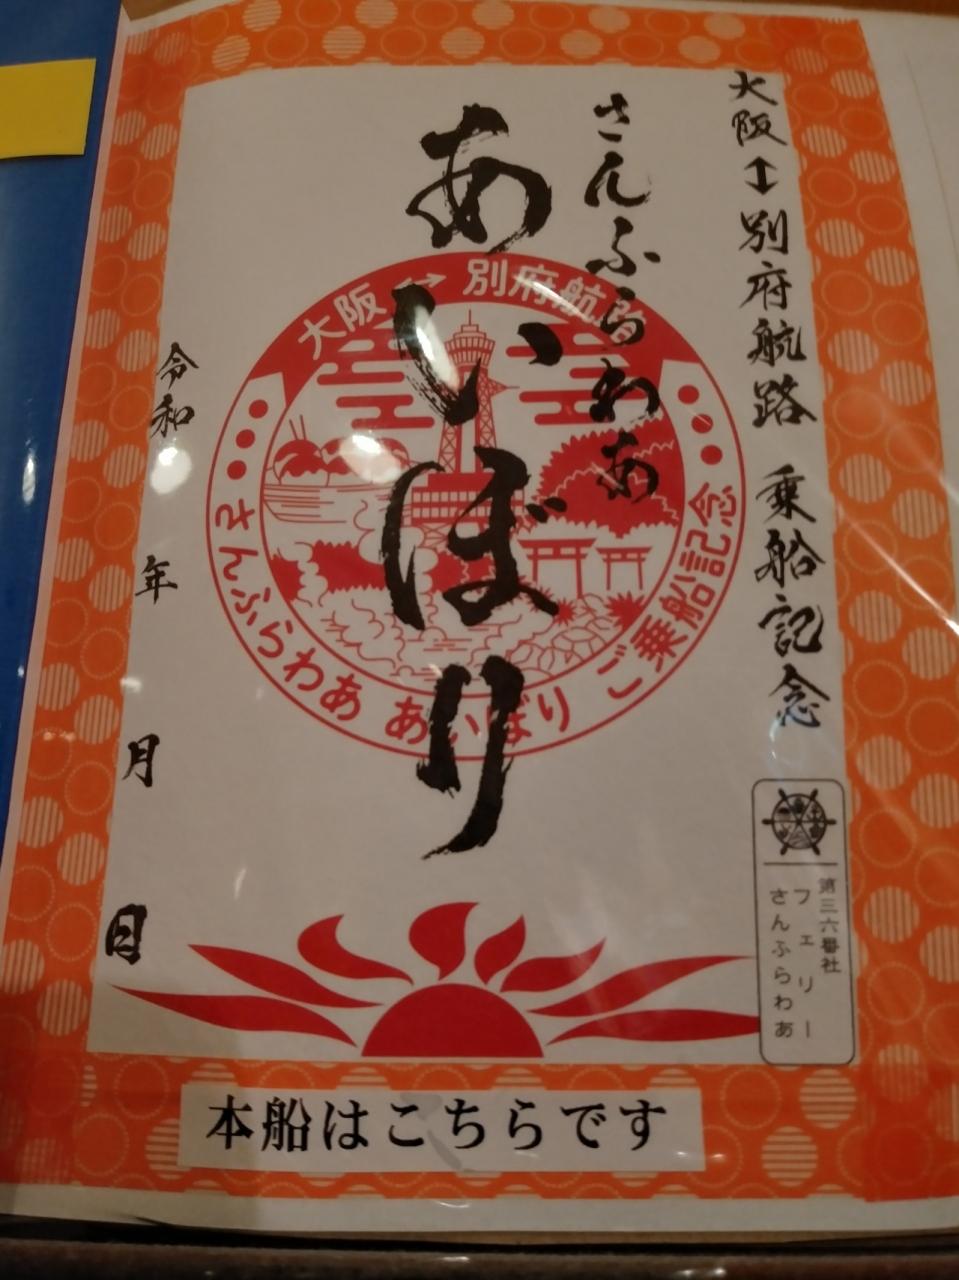 大阪↔別府航路 乗船記念
さんふらわあ
あいぼり
令和 年 月 日
大阪↔別府航路
さんふらわあ あいぼり ご乗船記念
第三六番社
フェリー
さんふらわあ
本船はこちらです